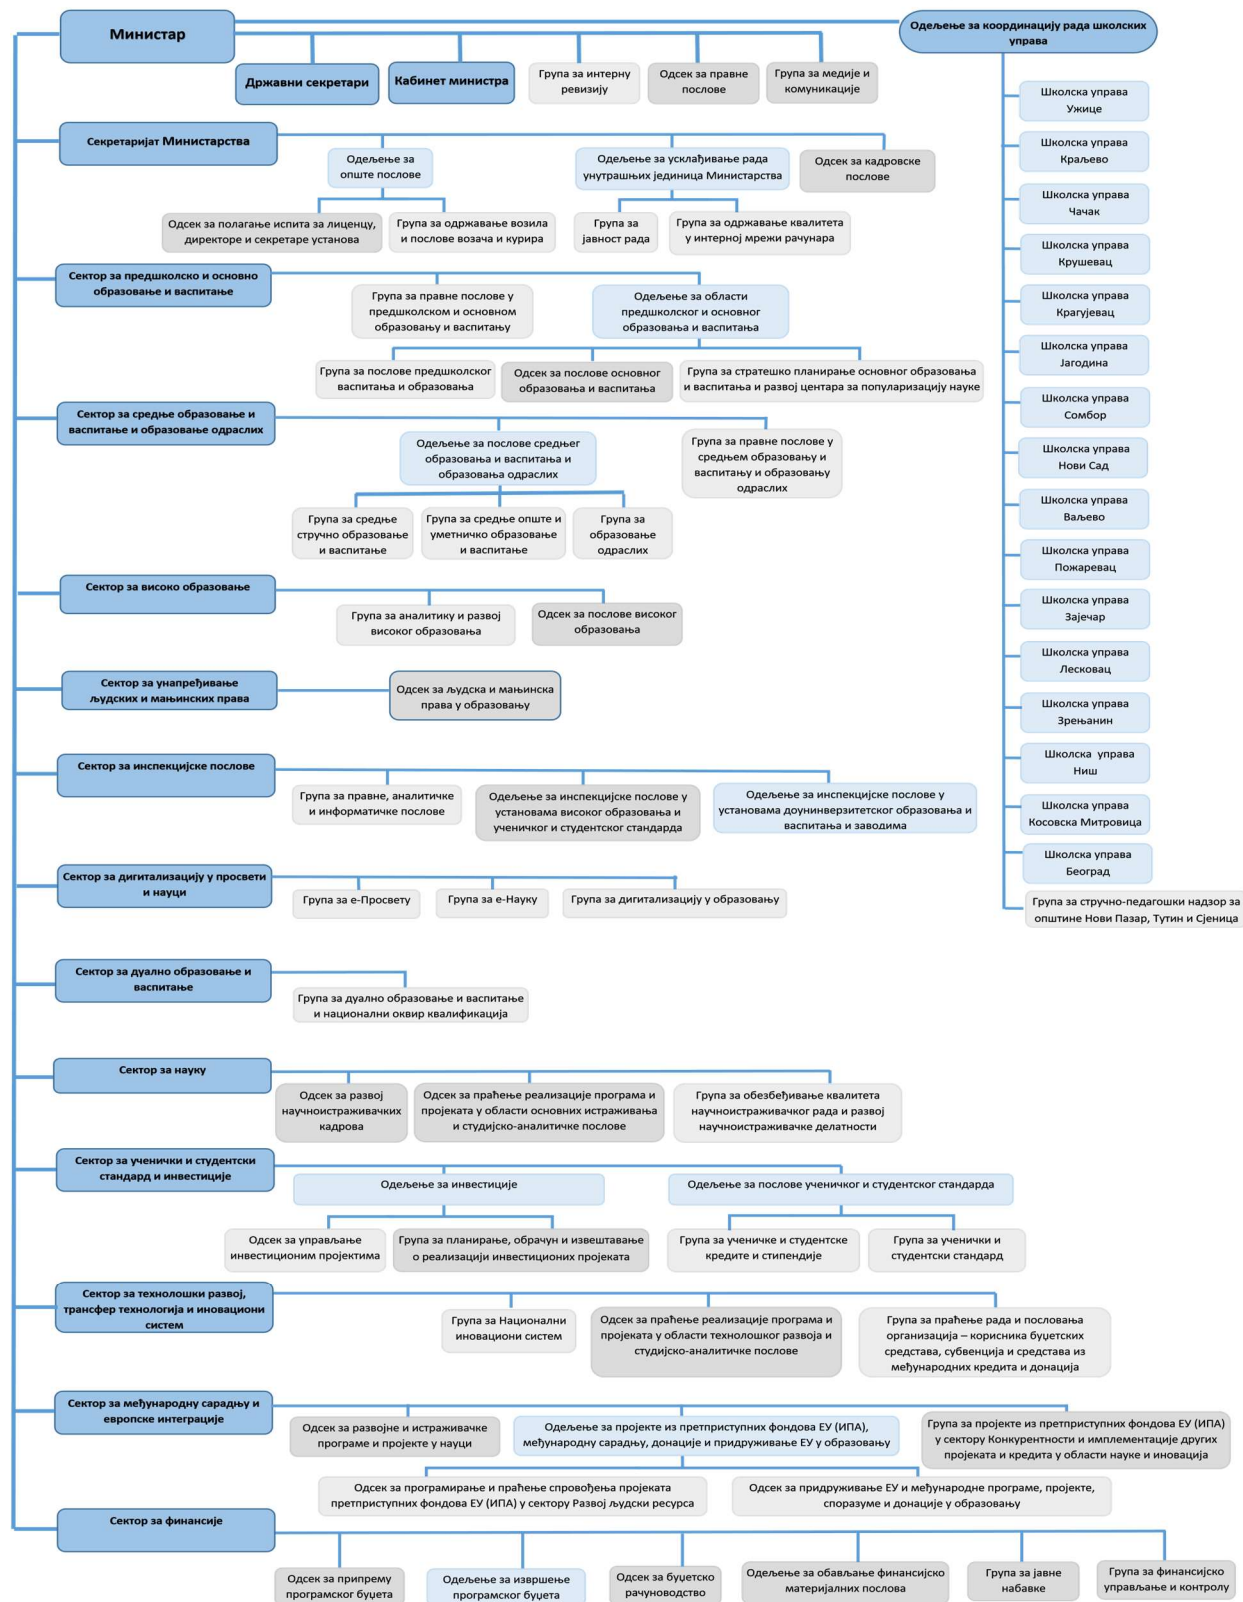 Министар
Одељење за координацију рада школских
управа
Државни секретари
Кабинет министра
Група за интерну
ревизију
Одсек за правне
послове
Група за медије и
комуникације
Секретаријат Министарства
Одељење за
опште послове
Одељење за усклађивање рада
унутрашњих јединица Министарства
Одсек за кадровске
послове
Одсек за полагање испита за лиценцу,
директоре и секретаре установа
Група за одржавање возила
и послове возача и курира
Група за
јавност рада
Група за одржавање квалитета
у интерној мрежи рачунара
Сектор за предшколско и основно
образовање и васпитање
Група за правне послове у
предшколском и основном
образовању и васпитању
Одељење за области
предшколског и основног
образовања и васпитања
Група за послове предшколског
васпитања и образовања
Одсек за послове основног
образовања и васпитања
Група за стратешко планирање основног образовања
и васпитања и развој центара за популаризацију науке
Сектор за средње образовање и
васпитање и образовање одраслих
Одељење за послове средњег
образовања и васпитања и
образовања одраслих
Група за правне послове у
средњем образовању и
васпитању и образовању
одраслих
Група за средње
стручно образовање
и васпитање
Група за средње опште и
уметничко образовање
и васпитање
Група за
образовање
одраслих
Сектор за високо образовање
Група за аналитику и развој
високог образовања
Одсек за послове високог
образовања
Сектор за унапређивање
људских и мањинских права
Одсек за људска и мањинска
права у образовању
Сектор за инспекцијске послове
Група за правне, аналитичке
и информатичке послове
Одељење за инспекцијске послове у
установама високог образовања и
ученичког и студентског стандарда
Одељење за инспекцијске послове у
установама доунинверзитетског образовања и
васпитања и заводима
Сектор за дигитализацију у просвети
и науци
Група за е-Просвету
Група за е-Науку
Група за дигитализацију у образовању
Сектор за дуално образовање и
васпитање
Група за дуално образовање и васпитање
и национални оквир квалификација
Сектор за науку
Одсек за развој
научноистраживачких
кадрова
Одсек за праћење реализације програма и
пројеката у области основних истраживања
и студијско-аналитичке послове
Група за обезбеђивање квалитета
научноистраживачког рада и развој
научноистраживачке делатности
Сектор за ученички и студентски
стандард и инвестиције
Одељење за инвестиције
Одељење за послове ученичког и студентског стандарда
Одсек за управљање
инвестиционим пројектима
Група за планирање, обрачун и извештавање
о реализацији инвестиционих пројеката
Група за ученичке и студентске
кредите и стипендије
Група за ученички и
студентски стандард
Сектор за технолошки развој,
трансфер технологија и иновациони
систем
Група за Национални
иновациони систем
Одсек за праћење реализације програма и
пројеката у области технолошког развоја и
студијско-аналитичке послове
Група за праћење рада и пословања
организација – корисника буџетских
средстава, субвенција и средстава из
међународних кредита и донација
Сектор за међународну сарадњу и
европске интеграције
Одсек за развојне и истраживачке
програме и пројекте у науци
Одељење за пројекте из претприступних фондова ЕУ (ИПА),
међународну сарадњу, донације и придруживање ЕУ у образовању
Група за пројекте из претприступних фондова ЕУ (ИПА)
у сектору Конкурентности и имплементације других
пројеката и кредита у области науке и иновација
Одсек за програмирање и праћење спровођења пројеката
претприступних фондова ЕУ (ИПА) у сектору Развој људски ресурса
Одсек за придруживање ЕУ и међународне програме, пројекте,
споразуме и донације у образовању
Сектор за финансије
Одсек за припрему
програмског буџета
Одељење за извршење
програмског буџета
Одсек за буџетско
рачуноводство
Одељење за обављање финансијско
материјалних послова
Група за јавне
набавке
Група за финансијско
управљање и контролу
Школска управа
Ужице
Школска управа
Краљево
Школска управа
Чачак
Школска управа
Крушевац
Школска управа
Крагујевац
Школска управа
Јагодина
Школска управа
Сомбор
Школска управа
Нови Сад
Школска управа
Ваљево
Школска управа
Пожаревац
Школска управа
Зајечар
Школска управа
Лесковац
Школска управа
Зрењанин
Школска управа
Ниш
Школска управа
Косовска Митровица
Школска управа
Београд
Група за стручно-педагошки надзор за
општине Нови Пазар, Тутин и Сјеница